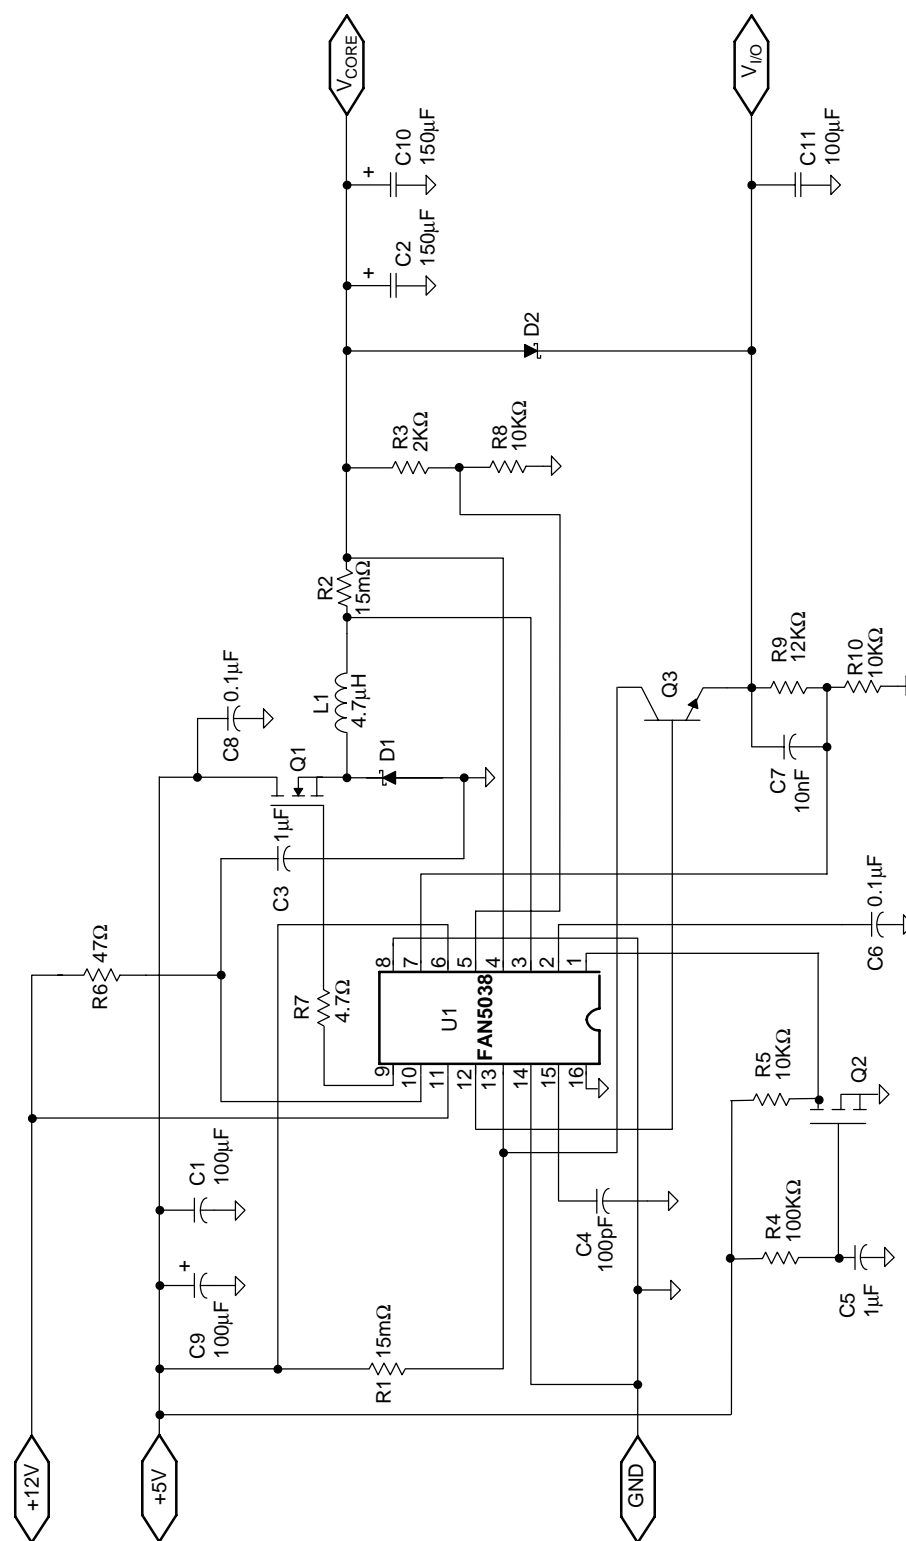 +12V
+5V
GND
V_CORE
V_I/O
C9
100µF
+
C1
100µF
R1
15mΩ
R6
47Ω
C8
0.1µF
C3
1µF
Q1
R7
4.7Ω
L1
4.7µH
D1
R2
15mΩ
R3
2KΩ
R8
10KΩ
C2
150µF
+
C10
150µF
+
D2
C11
100µF
U1
FAN5038
9
10
11
12
13
14
15
16
8
7
6
5
4
3
2
1
C4
100pF
R4
100KΩ
R5
10KΩ
C5
1µF
Q2
C6
0.1µF
Q3
C7
10nF
R9
12KΩ
R10
10KΩ